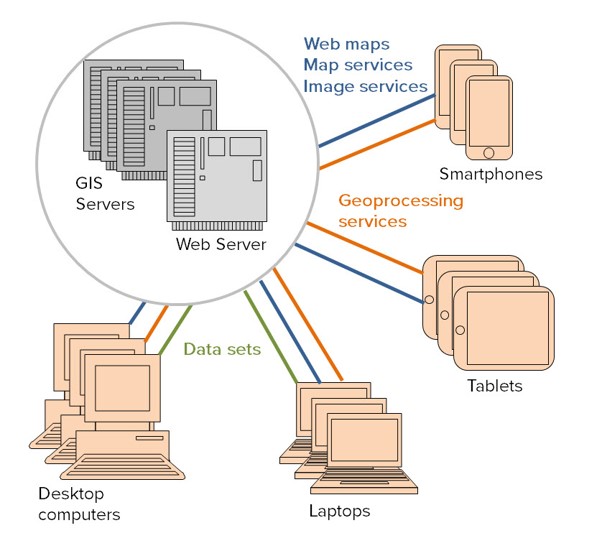 Web maps
Map services
Image services
GIS
Servers
Web Server
Smartphones
Geoprocessing
services
Tablets
Data sets
Desktop
computers
Laptops